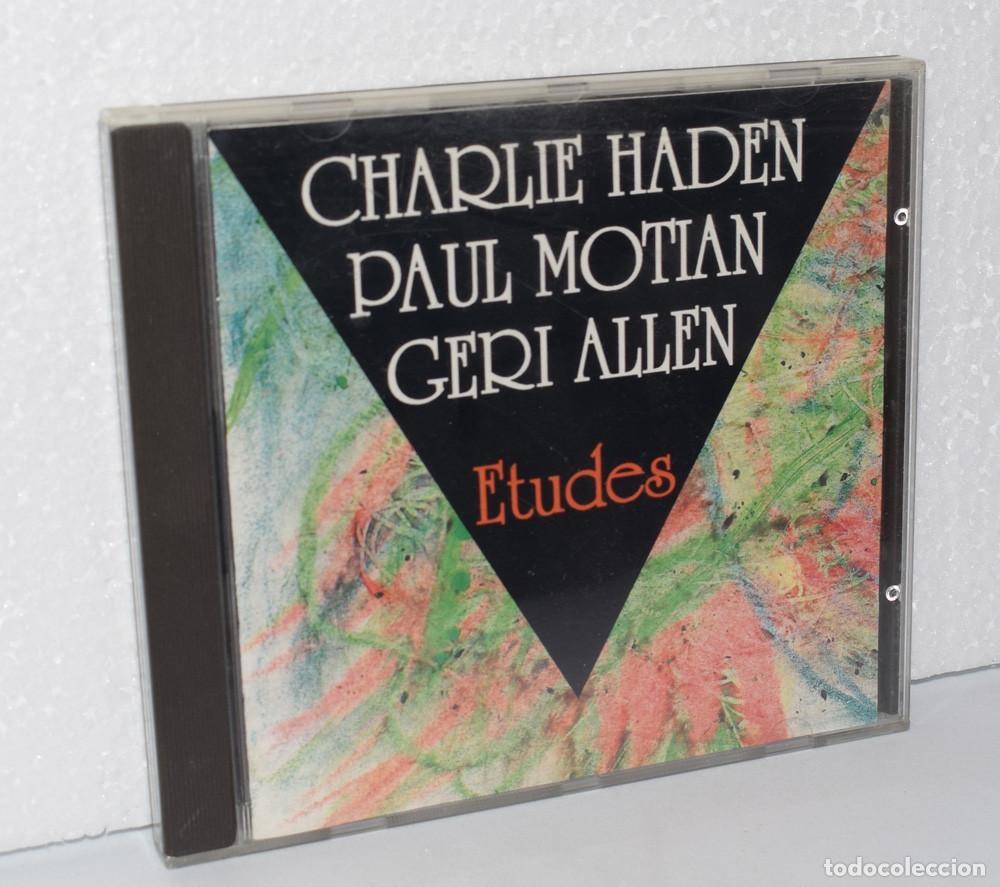 CHARLIE HADEN
PAUL MOTIAN
GERI ALLEN
Etudes
todocoleccion